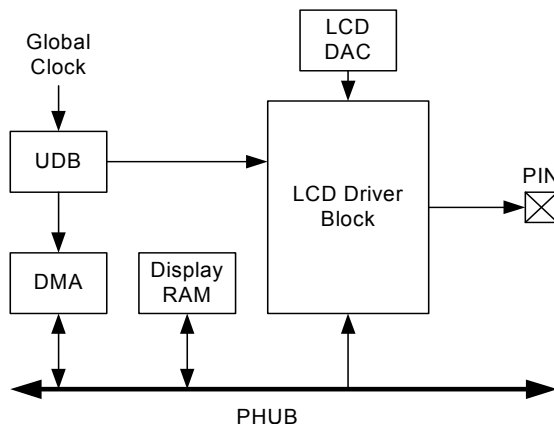 LCD
DAC
Global
Clock
UDB
LCD Driver
Block
PIN
DMA
Display
RAM
PHUB